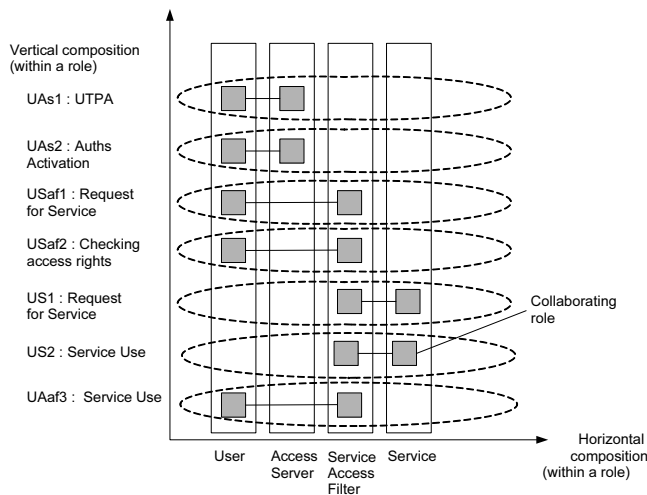 Vertical composition
(within a role)
UAs1 : UTPA
UAs2 : Auths
Activation
USaf1 : Request
for Service
USaf2 : Checking
access rights
US1 : Request
for Service
Collaborating
role
US2 : Service Use
UAaf3 :  Service Use
User
Access
Server
Service
Access
Filter
Service
Horizontal
composition
(within a role)